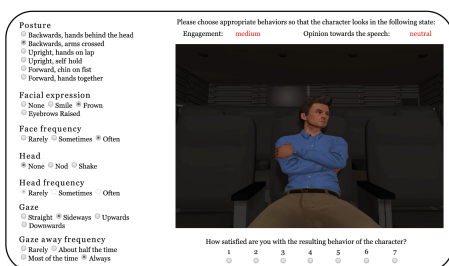 Posture
Backwards, hands behind the head
Backwards, arms crossed
Upright, hands on lap
Upright, self hold
Forward, chin on fist
Forward, hands together
Facial expression
None Smile Frown
Eyebrows Raised
Face frequency
Rarely Sometimes Often
Head
None Nod Shake
Head frequency
Rarely Sometimes Often
Gaze
Straight Sideways Upwards
Downwards
Gaze away frequency
Rarely About half the time
Most of the time Always
Please choose appropriate behaviors so that the character looks in the following state:
Engagement: medium Opinion towards the speech: neutral
How satisfied are you with the resulting behavior of the character?
1 2 3 4 5 6 7